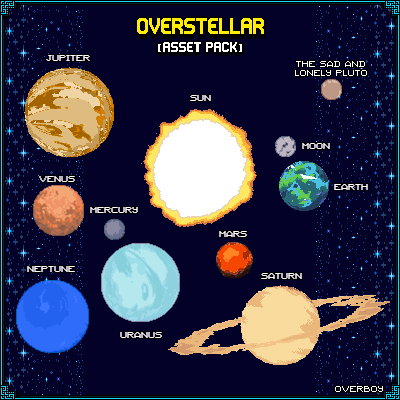 OVERSTELLAR
[ASSET PACK]
JUPITER
THE SAD AND
LONELY PLUTO
SUN
MOON
VENUS
EARTH
MERCURY
MARS
NEPTUNE
SATURN
URANUS
OVERBOY